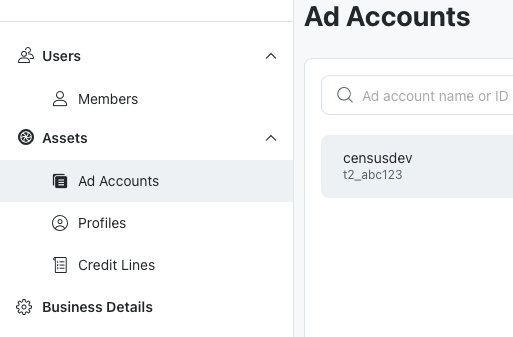 Users
Members
Assets
Ad Accounts
Profiles
Credit Lines
Business Details
Ad Accounts
Ad account name or ID
censusdev
t2_abc123